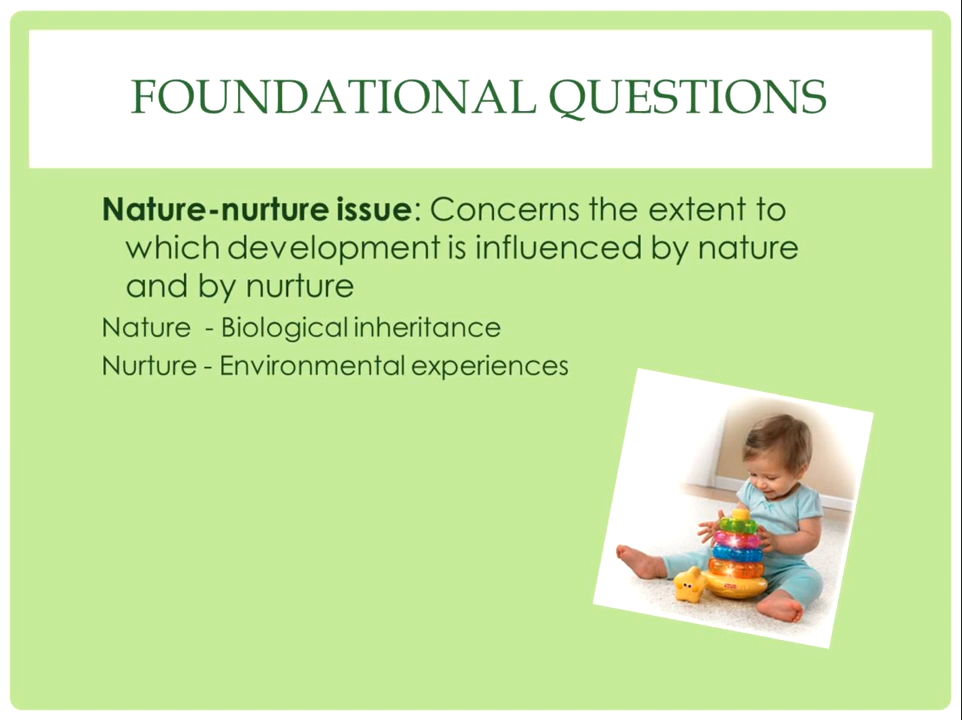 FOUNDATIONAL QUESTIONS
Nature-nurture issue: Concerns the extent to
which development is influenced by nature
and by nurture
Nature - Biological inheritance
Nurture - Environmental experiences